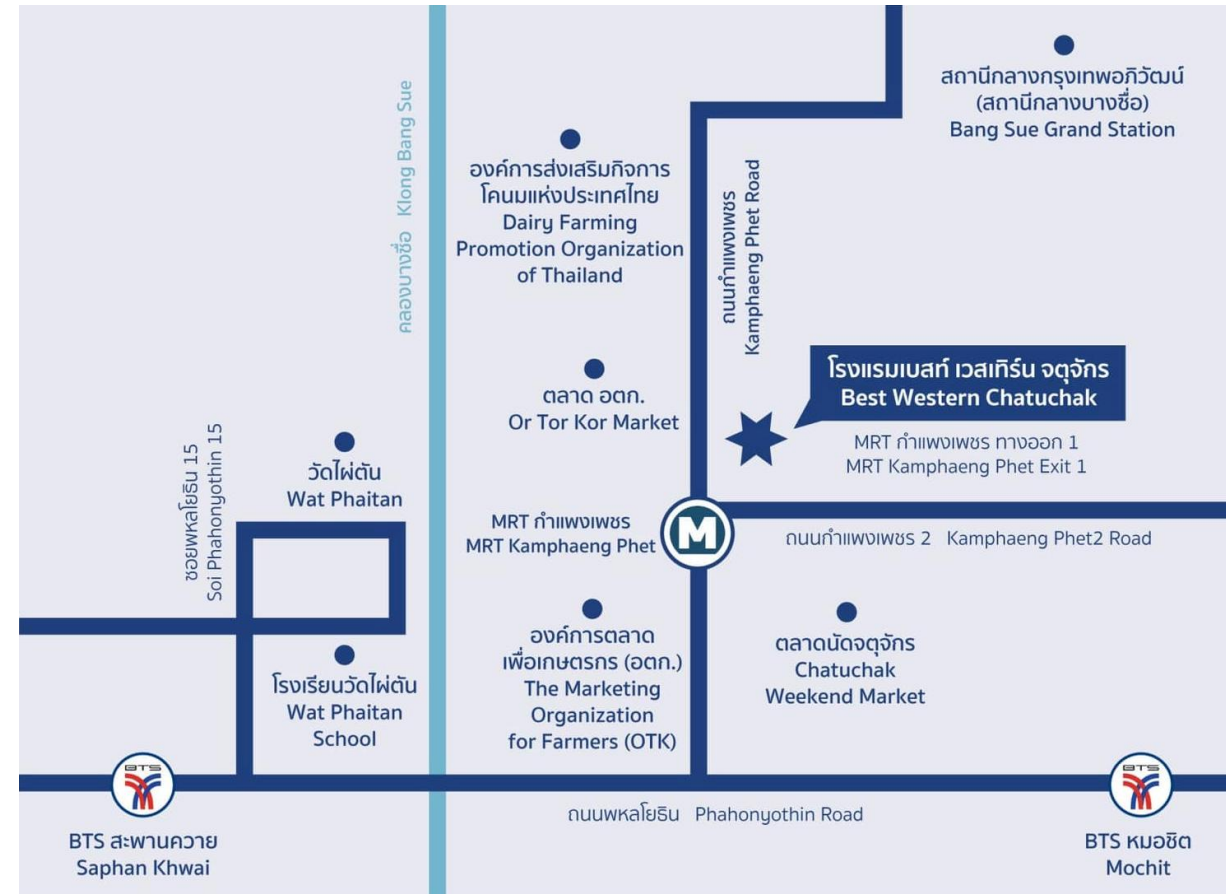 สถานีกลางกรุงเทพอภิวัฒน์
(สถานีกลางบางซื่อ)
Bang Sue Grand Station
คลองบางซื่อ Klong Bang Sue
องค์การส่งเสริมกิจการ
โคนมแห่งประเทศไทย
Dairy Farming
Promotion Organization
of Thailand
ถนนกำแพงเพชร
Kamphaeng Phet Road
โรงแรมเบสท์ เวสเทิร์น จตุจักร
Best Western Chatuchak
MRT กำแพงเพชร ทางออก 1
MRT Kamphaeng Phet Exit 1
ตลาด อตก.
Or Tor Kor Market
ซอยพหลโยธิน 15
Soi Phahonyothin 15
วัดไผ่ตัน
Wat Phaitan
MRT กำแพงเพชร
MRT Kamphaeng Phet
M
ถนนกำแพงเพชร 2 Kamphaeng Phet2 Road
องค์การตลาด
เพื่อเกษตรกร (อตก.)
The Marketing
Organization
for Farmers (OTK)
ตลาดนัดจตุจักร
Chatuchak
Weekend Market
โรงเรียนวัดไผ่ตัน
Wat Phaitan
School
BTS
BTS
ถนนพหลโยธิน Phahonyothin Road
BTS สะพานควาย
Saphan Khwai
BTS หมอชิต
Mochit